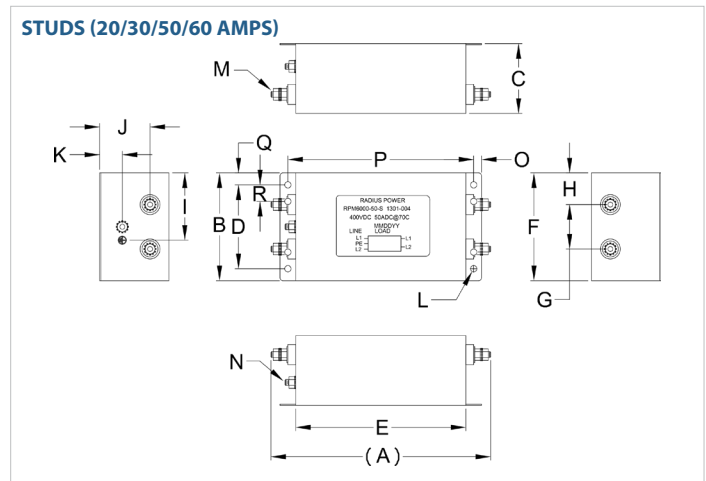 STUDS (20/30/50/60 AMPS)
M
C
J
K
Q
P
O
R
I
B
D
RADIUS POWER
RPM6000-50-S 1301-004
400VDC 50ADC@70C
MMDDYY
LINE LOAD
L1 L1
PE
L2 L2
H
F
G
L
N
E
(A)